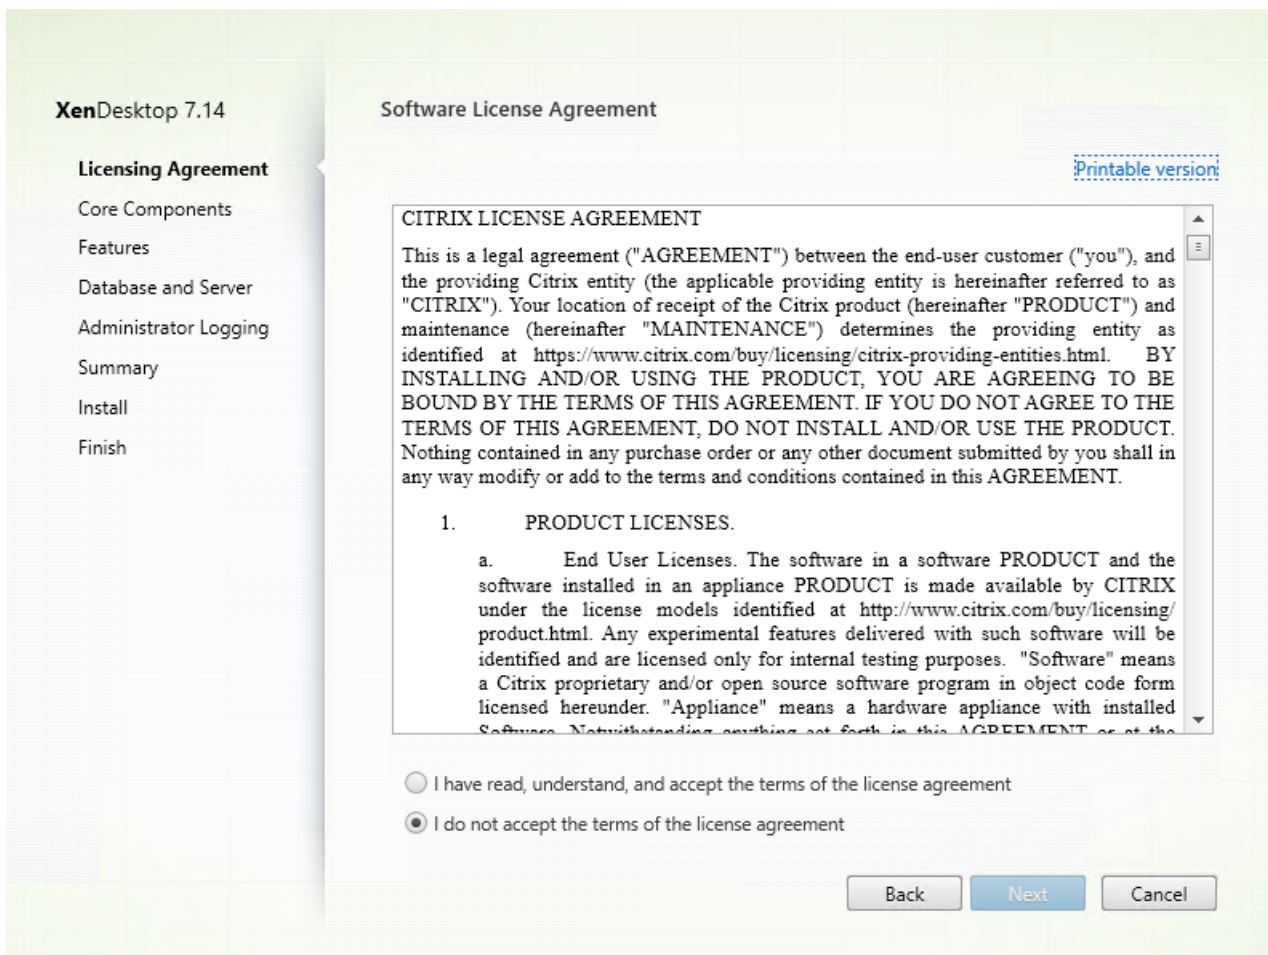 XenDesktop 7.14
Licensing Agreement
Core Components
Features
Database and Server
Administrator Logging
Summary
Install
Finish
Software License Agreement
Printable version
CITRIX LICENSE AGREEMENT
This is a legal agreement ("AGREEMENT") between the end-user customer ("you"), and
the providing Citrix entity (the applicable providing entity is hereinafter referred to as
"CITRIX"). Your location of receipt of the Citrix product (hereinafter "PRODUCT") and
maintenance (hereinafter "MAINTENANCE") determines the providing entity as
identified at https://www.citrix.com/buy/licensing/citrix-providing-entities.html. BY
INSTALLING AND/OR USING THE PRODUCT, YOU ARE AGREEING TO BE
BOUND BY THE TERMS OF THIS AGREEMENT. IF YOU DO NOT AGREE TO THE
TERMS OF THIS AGREEMENT, DO NOT INSTALL AND/OR USE THE PRODUCT.
Nothing contained in any purchase order or any other document submitted by you shall in
any way modify or add to the terms and conditions contained in this AGREEMENT.
1. PRODUCT LICENSES.
a. End User Licenses. The software in a software PRODUCT and the
software installed in an appliance PRODUCT is made available by CITRIX
under the license models identified at http://www.citrix.com/buy/licensing/
product.html. Any experimental features delivered with such software will be
identified and are licensed only for internal testing purposes. "Software" means
a Citrix proprietary and/or open source software program in object code form
licensed hereunder. "Appliance" means a hardware appliance with installed
Software. Notwithstanding anything set forth in this AGREEMENT or at the
I have read, understand, and accept the terms of the license agreement
I do not accept the terms of the license agreement
Back
Next
Cancel